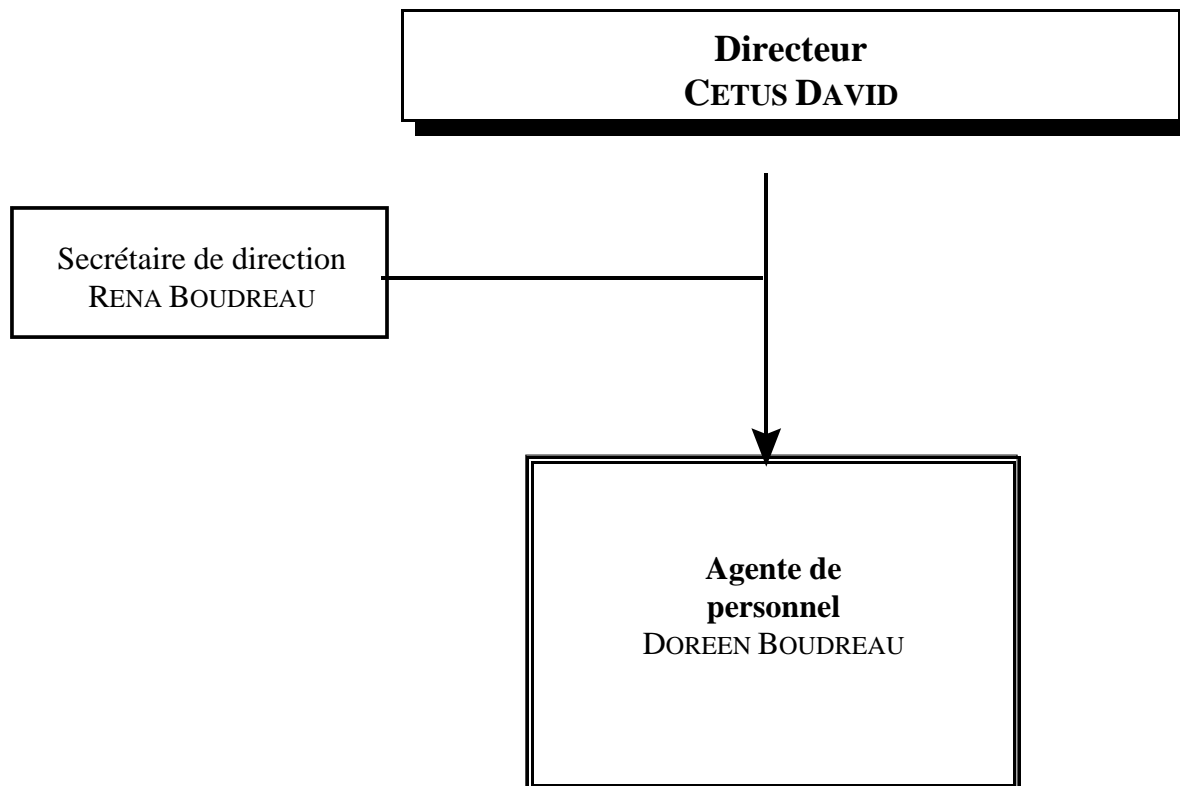 Directeur
CETUS DAVID
Secrétaire de direction
RENA BOUDREAU
Agente de
personnel
DOREEN BOUDREAU